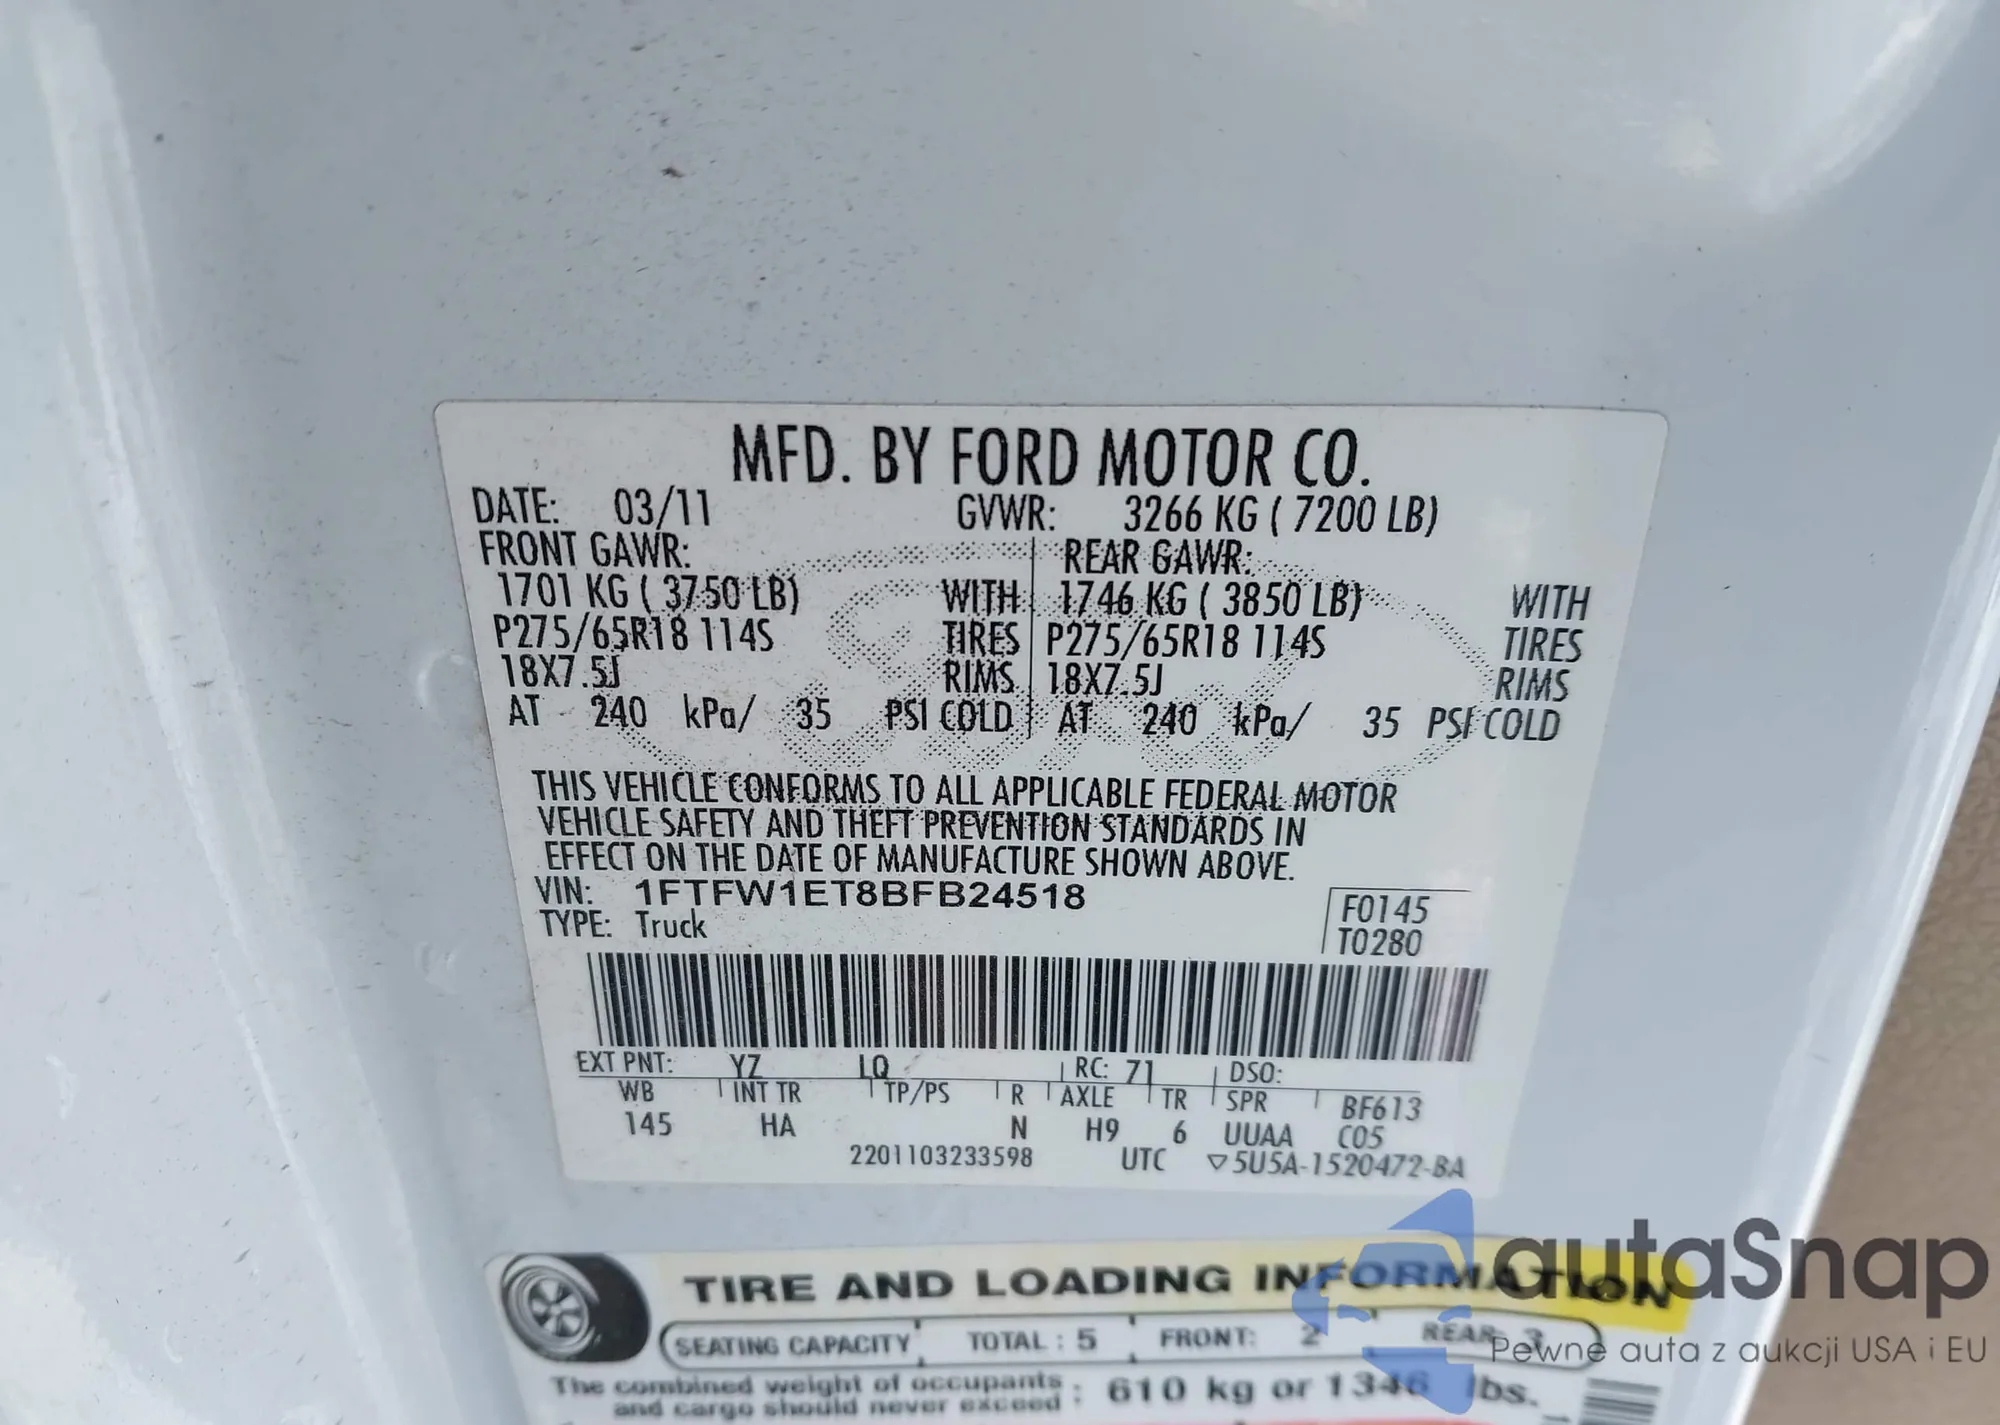 MFD. BY FORD MOTOR CO.
DATE: 03/11 GVWR: 3266 KG ( 7200 LB)
FRONT GAWR: REAR GAWR:
1701 KG ( 3750 LB) WITH 1746 KG ( 3850 LB) WITH
P275/65R18 114S TIRES P275/65R18 114S TIRES
18X7.5J RIMS 18X7.5J RIMS
AT 240 kPa/ 35 PSI COLD AT 240 kPa/ 35 PSI COLD
THIS VEHICLE CONFORMS TO ALL APPLICABLE FEDERAL MOTOR
VEHICLE SAFETY AND THEFT PREVENTION STANDARDS IN
EFFECT ON THE DATE OF MANUFACTURE SHOWN ABOVE.
VIN: 1FTFW1ET8BFB24518
TYPE: Truck
F0145
T0280
EXT PNT: YZ LQ RC: 71 DSO:
WB INT TR TP/PS R AXLE TR SPR BF613
145 HA N H9 6 UUAA C05
2201103233598 UTC ▽5U5A-1520472-BA
TIRE AND LOADING INFORMATION
SEATING CAPACITY TOTAL : 5 FRONT: 2 REAR: 3
The combined weight of occupants
and cargo should never exceed : 610 kg or 1346 lbs.
autaSnap
Pewne auta z aukcji USA i EU